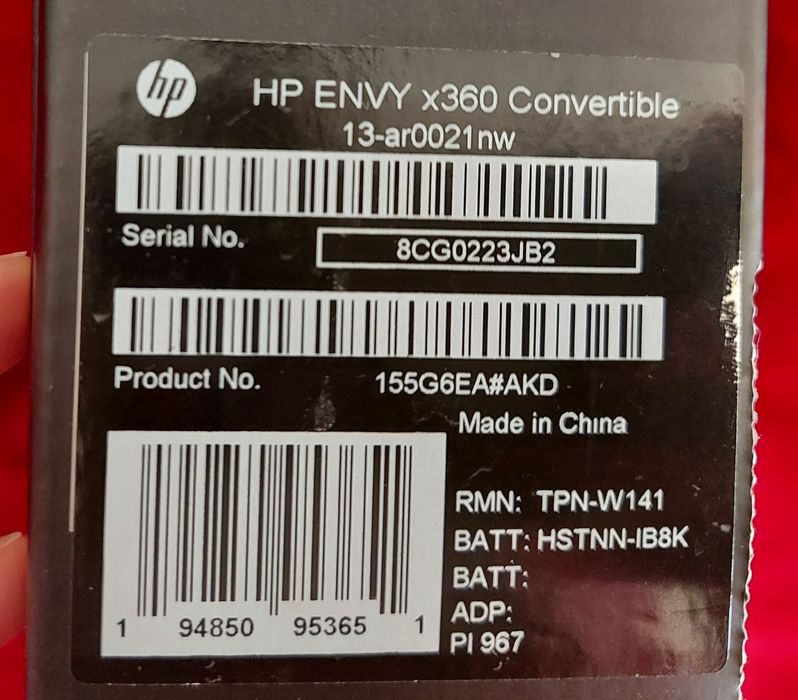 hp
HP ENVY x360 Convertible
13-ar0021nw
Serial No. 8CG0223JB2
Product No. 155G6EA#AKD
Made in China
RMN: TPN-W141
BATT: HSTNN-IB8K
BATT:
ADP:
PI 967
1 94850 95365 1